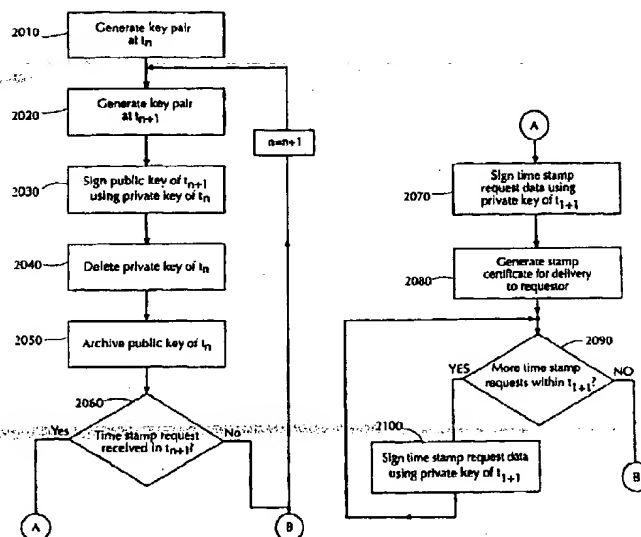 2010
Generate key pair
at tn
2020
Generate key pair
at tn+1
n=n+1
2030
Sign public key of tn+1
using private key of tn
2040
Delete private key of tn
2050
Archive public key of tn
2060
Yes
Time stamp request
received in tn+1?
No
A
B
A
2070
Sign time stamp
request data using
private key of t1+1
2080
Generate stamp
certificate for delivery
to requestor
2090
YES
More time stamp
requests within t1+1?
NO
2100
Sign time stamp request data
using private key of t1+1
B